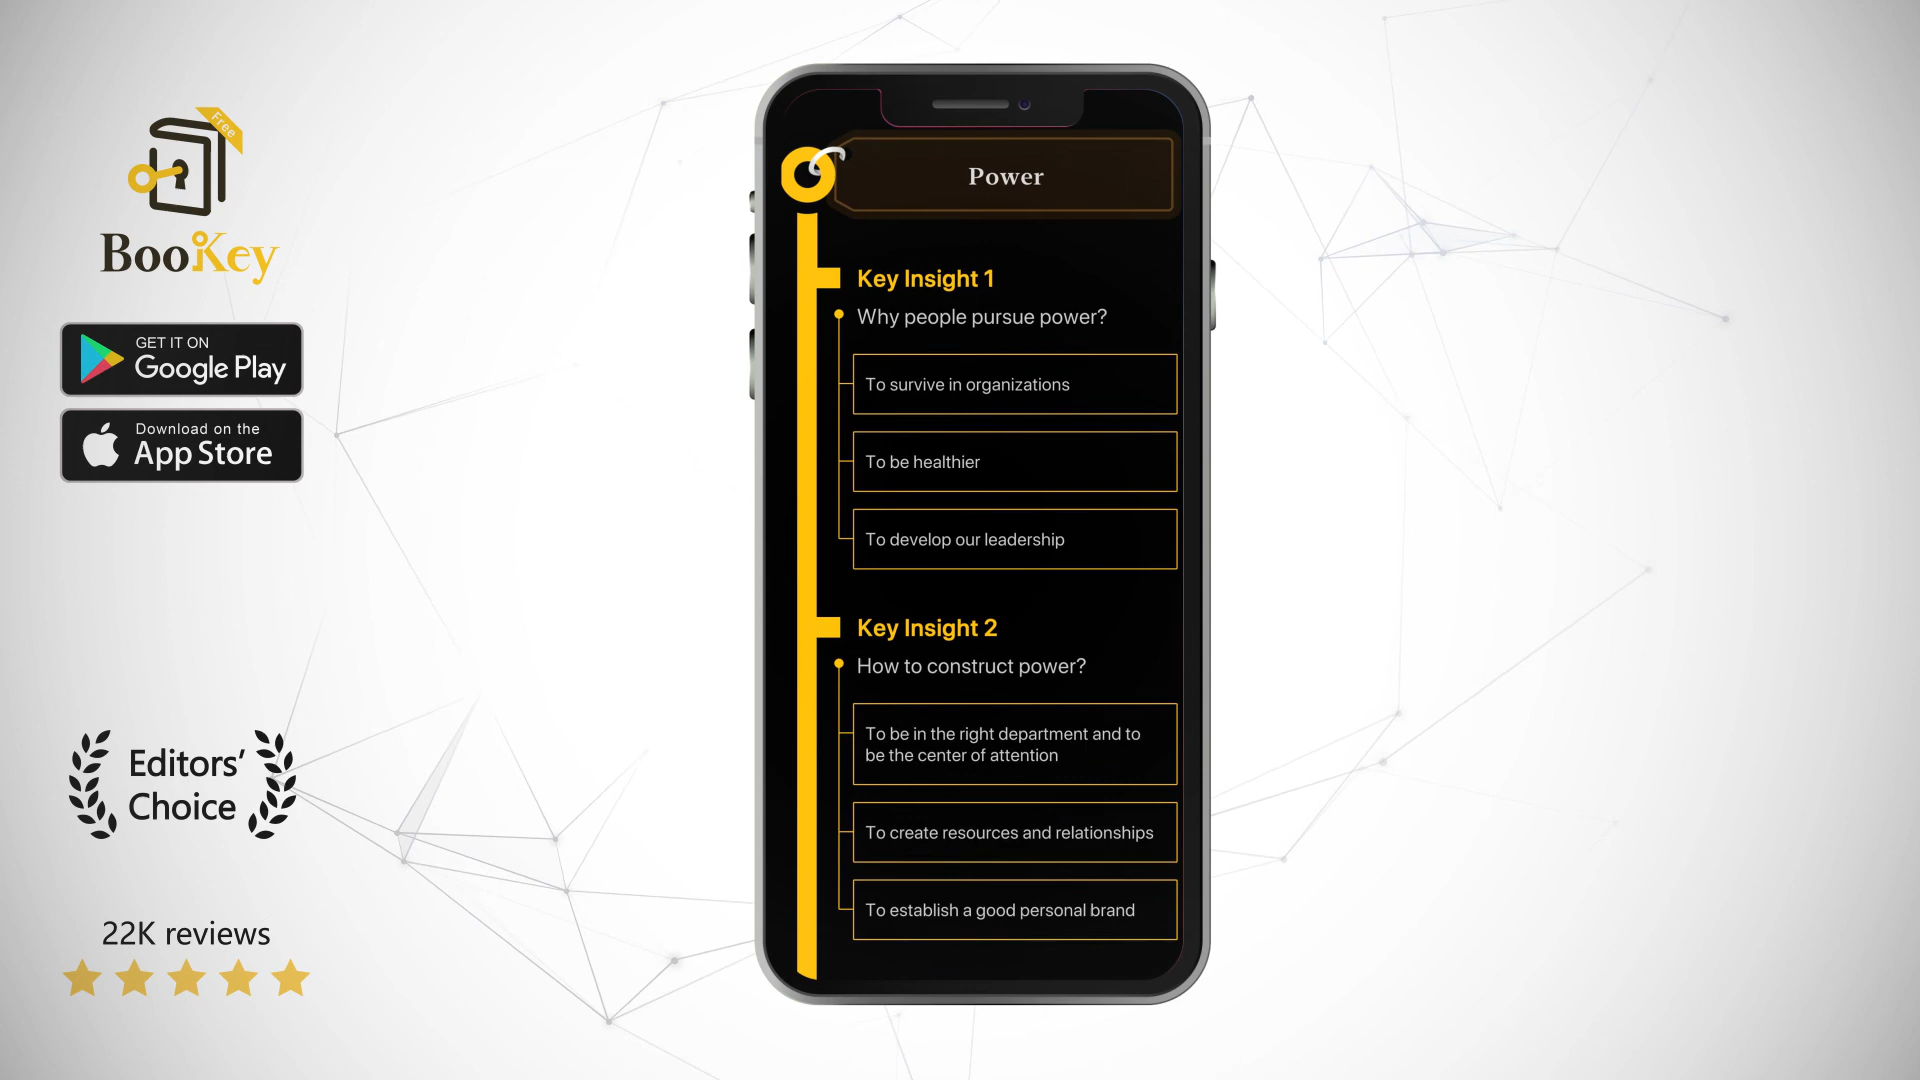 Free
BooKey
GET IT ON
Google Play
Download on the
App Store
Editors'
Choice
22K reviews
Power
Key Insight 1
Why people pursue power?
To survive in organizations
To be healthier
To develop our leadership
Key Insight 2
How to construct power?
To be in the right department and to
be the center of attention
To create resources and relationships
To establish a good personal brand